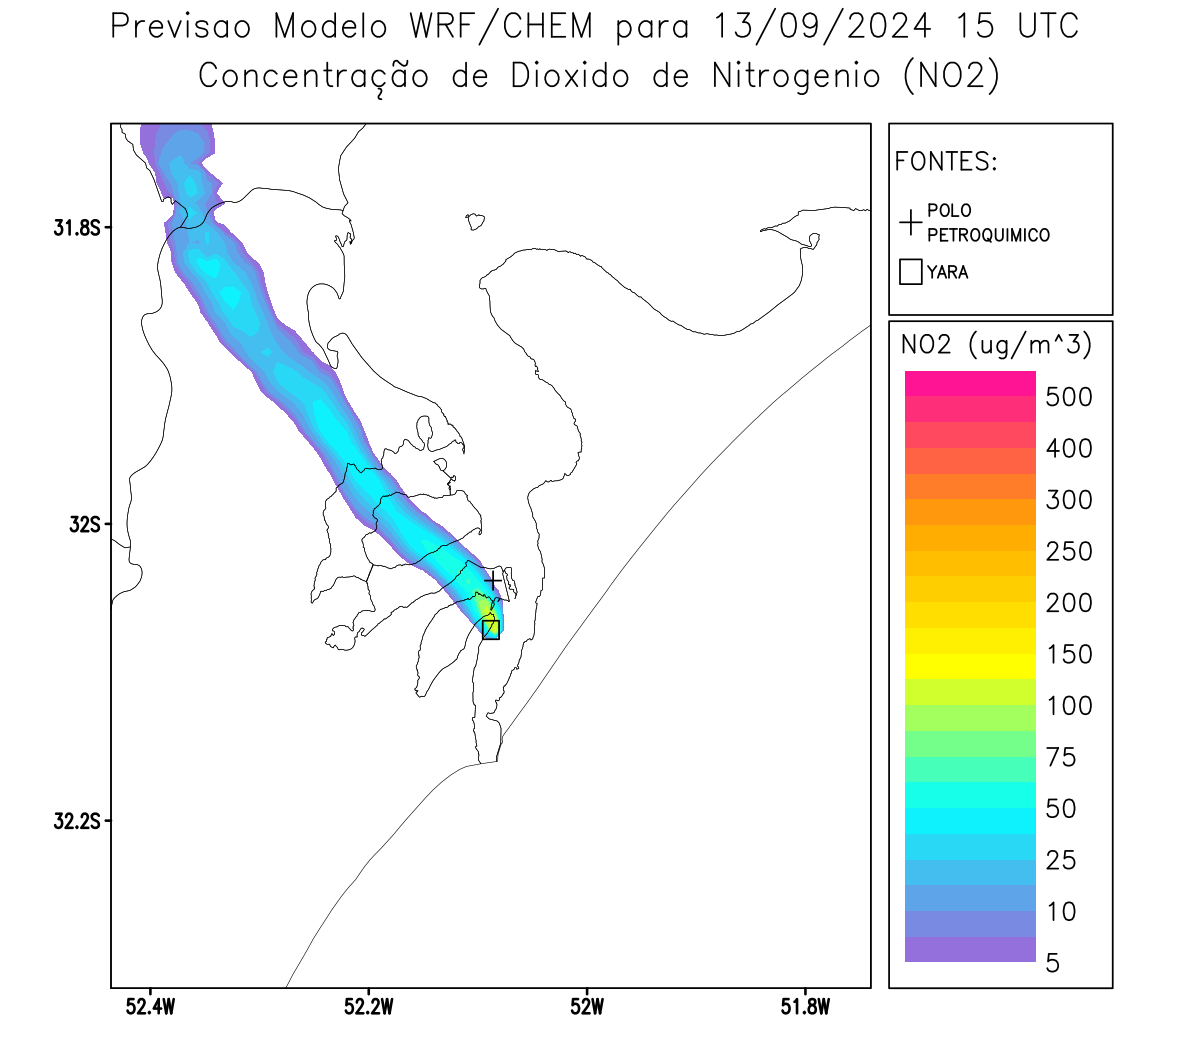 Previsao Modelo WRF/CHEM para 13/09/2024 15 UTC
Concentração de Dioxido de Nitrogenio (NO2)
FONTES:
POLO
PETROQUIMICO
YARA
NO2 (ug/m^3)
500
400
300
250
200
150
100
75
50
25
10
5
31.8S
32S
32.2S
52.4W
52.2W
52W
51.8W